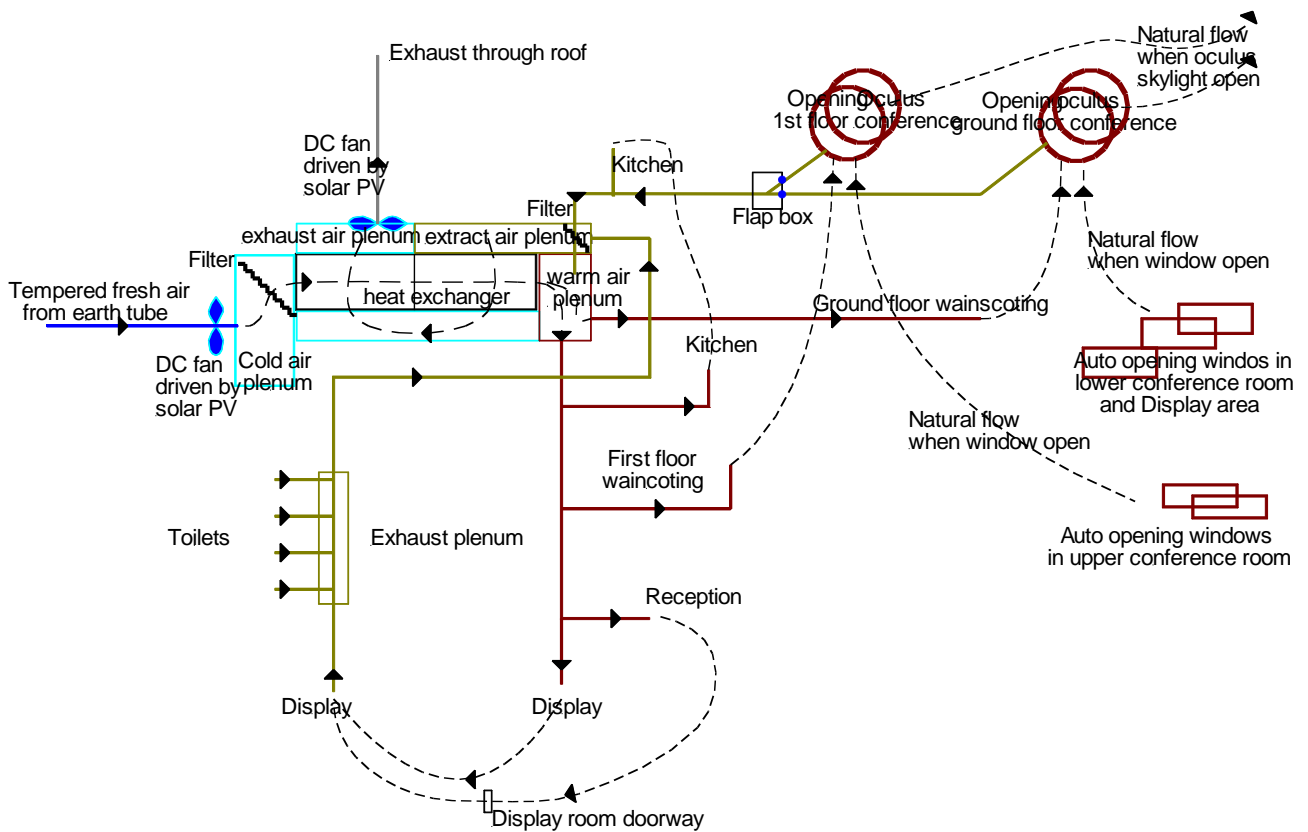 Exhaust through roof
Natural flow
when oculus
skylight open
Opening Oculus
1st floor conference
Opening oculus
ground floor conference
DC fan
driven by
solar PV
Kitchen
Filter
Flap box
exhaust air plenum
extract air plenum
Filter
Natural flow
when window open
Tempered fresh air
from earth tube
heat exchanger
warm air
plenum
Ground floor wainscoting
Kitchen
DC fan
driven by
solar PV
Cold air
plenum
Auto opening windos in
lower conference room
and Display area
Natural flow
when window open
First floor
waincoting
Toilets
Exhaust plenum
Auto opening windows
in upper conference room
Reception
Display
Display
Display room doorway